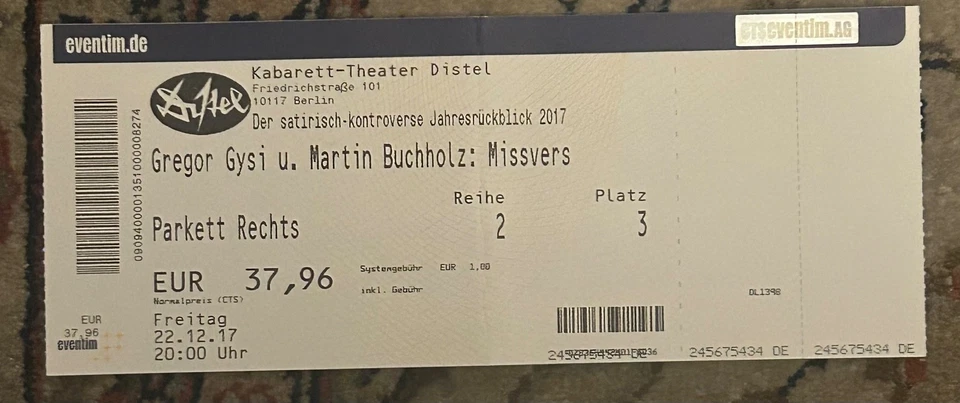 eventim.de
CTS eventim.AG
Distel
Kabarett-Theater Distel
Friedrichstraße 101
10117 Berlin
Der satirisch-kontroverse Jahresrückblick 2017
Gregor Gysi u. Martin Buchholz: Missvers
Reihe Platz
Parkett Rechts 2 3
EUR 37,96 Systemgebühr EUR 1,00
inkl. Gebühr
Normalpreis (CTS)
DL1398
Freitag
22.12.17
20:00 Uhr
EUR
37,96
eventim
0909400001351000008274
245675434 DE
245675434 DE
245675434 DE